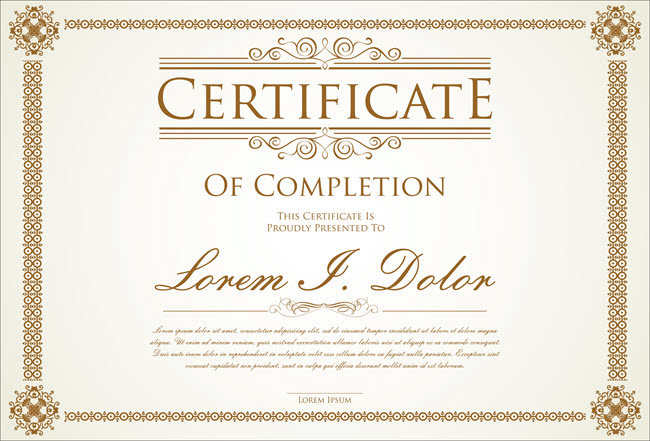 CERTIFICATE
OF COMPLETION
THIS CERTIFICATE IS
PROUDLY PRESENTED TO
Lorem I. Dolor
Lorem ipsum dolor sit amet, consectetur adipisicing elit, sed do eiusmod tempor incididunt ut labore et dolore magna
aliqua. Ut enim ad minim veniam, quis nostrud exercitation ullamco laboris nisi ut aliquip ex ea commodo consequat.
Duis aute irure dolor in reprehenderit in voluptate velit esse cillum dolore eu fugiat nulla pariatur. Excepteur sint occaecat
cupidatat non proident, sunt in culpa qui officia deserunt mollit anim id est laborum.
LOREM IPSUM